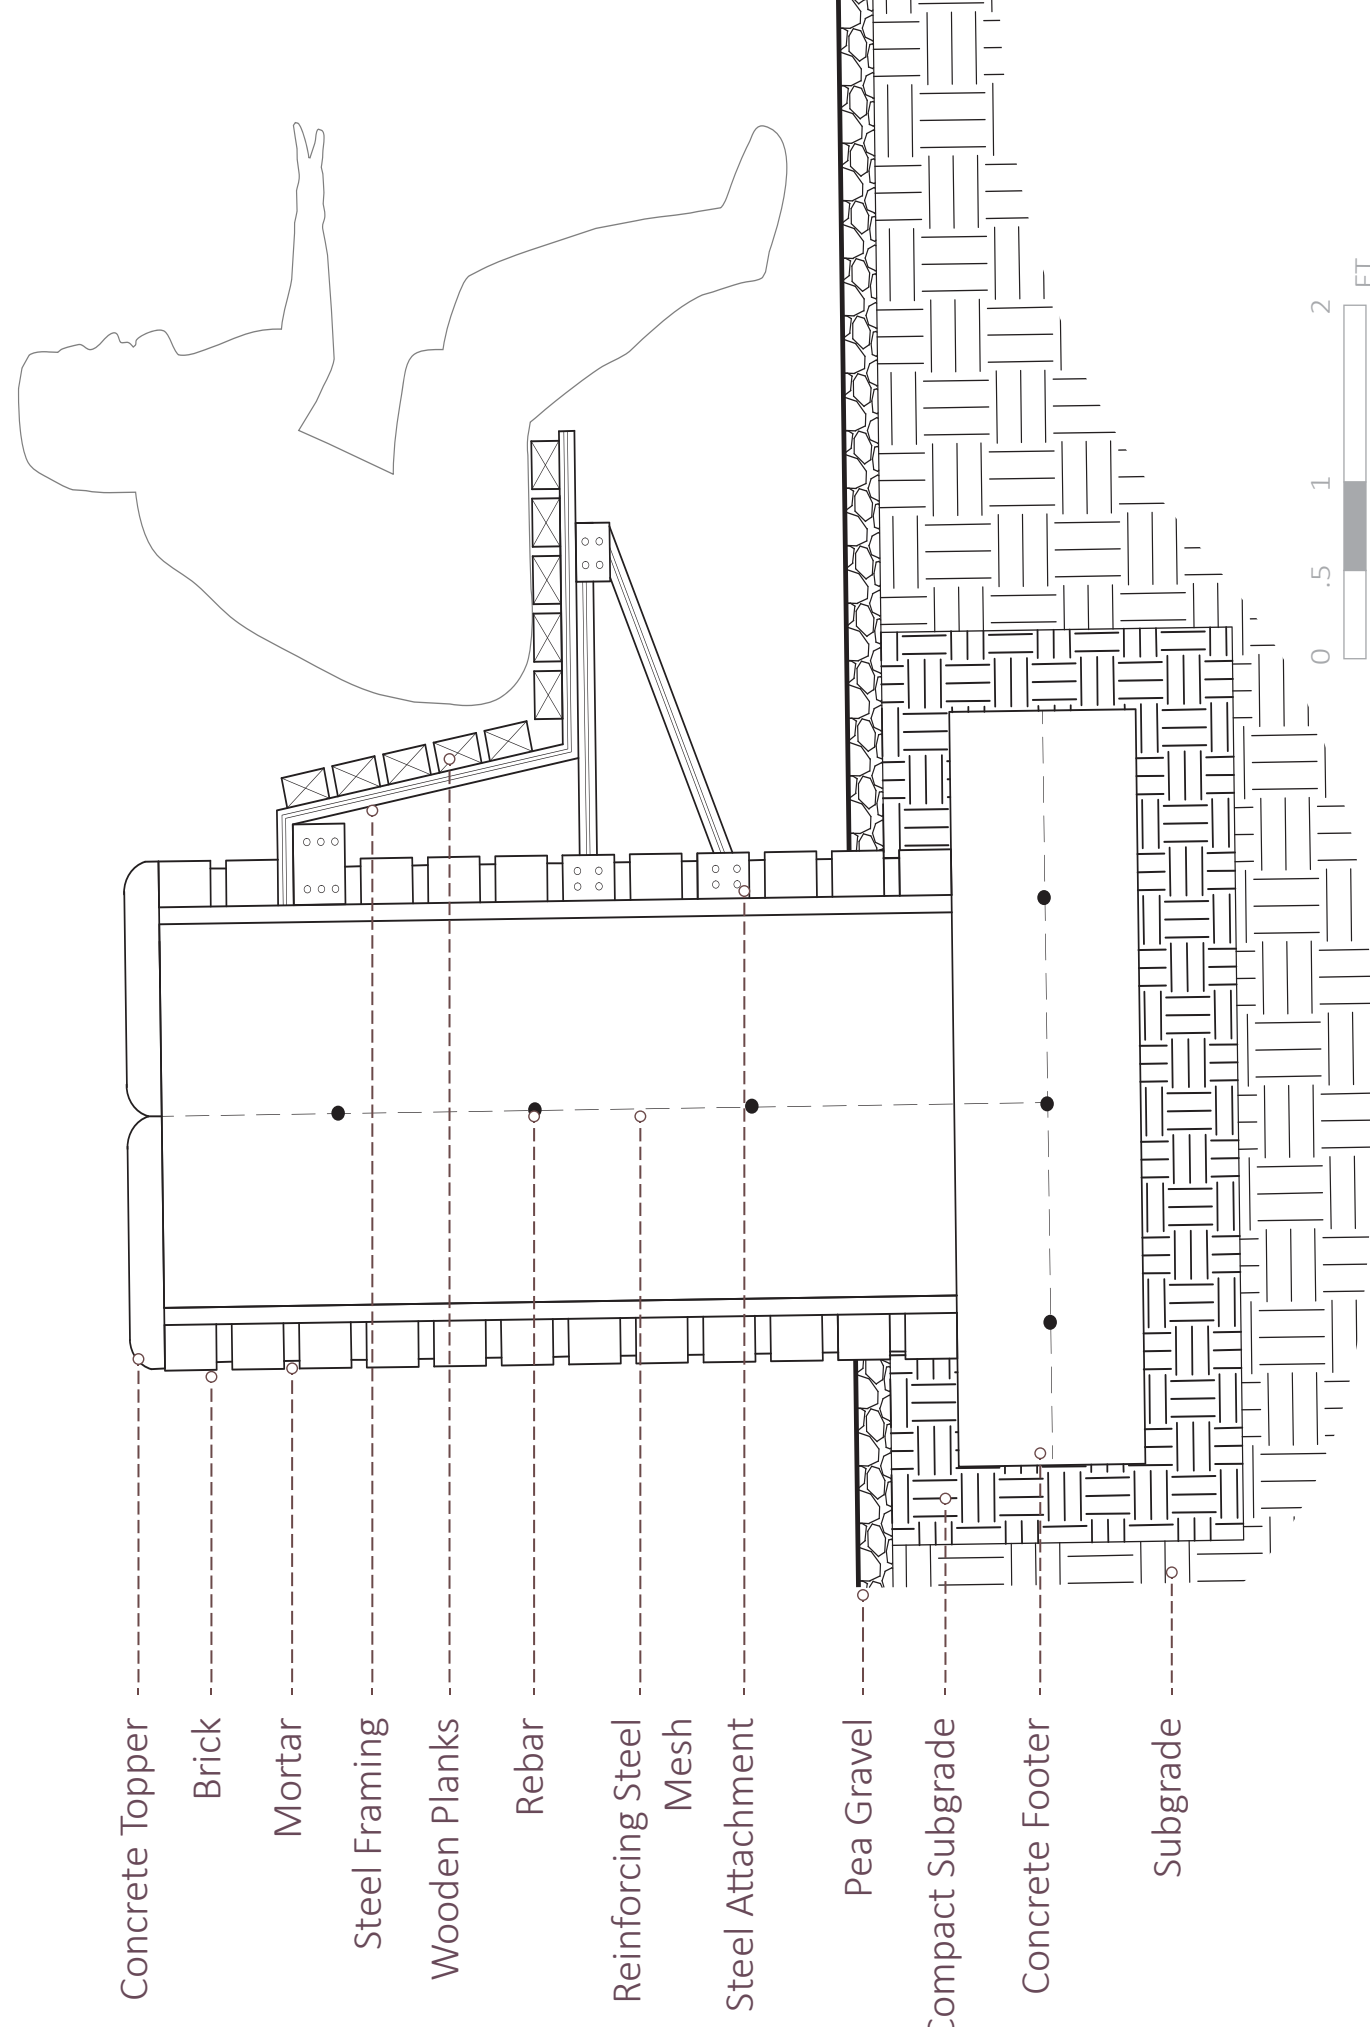 Concrete Topper
Brick
Mortar
Steel Framing
Wooden Planks
Rebar
Reinforcing Steel
Mesh
Steel Attachment
Pea Gravel
Compact Subgrade
Concrete Footer
Subgrade
0 .5 1 2 FT